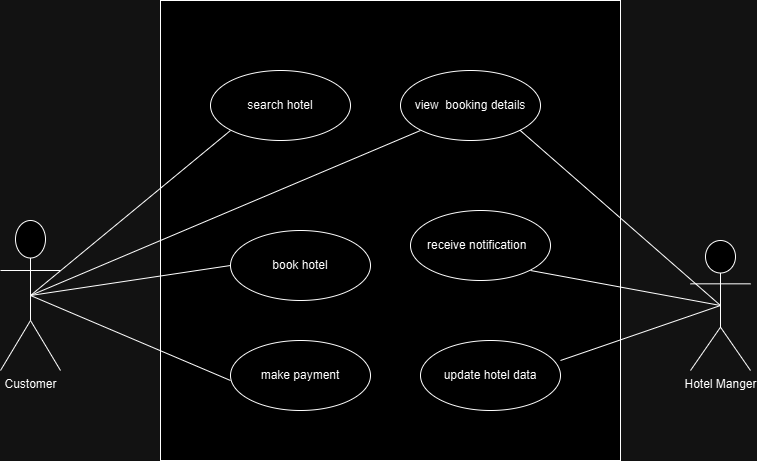 search hotel
view  booking details
receive notification
book hotel
make payment
update hotel data
Customer
Hotel Manger